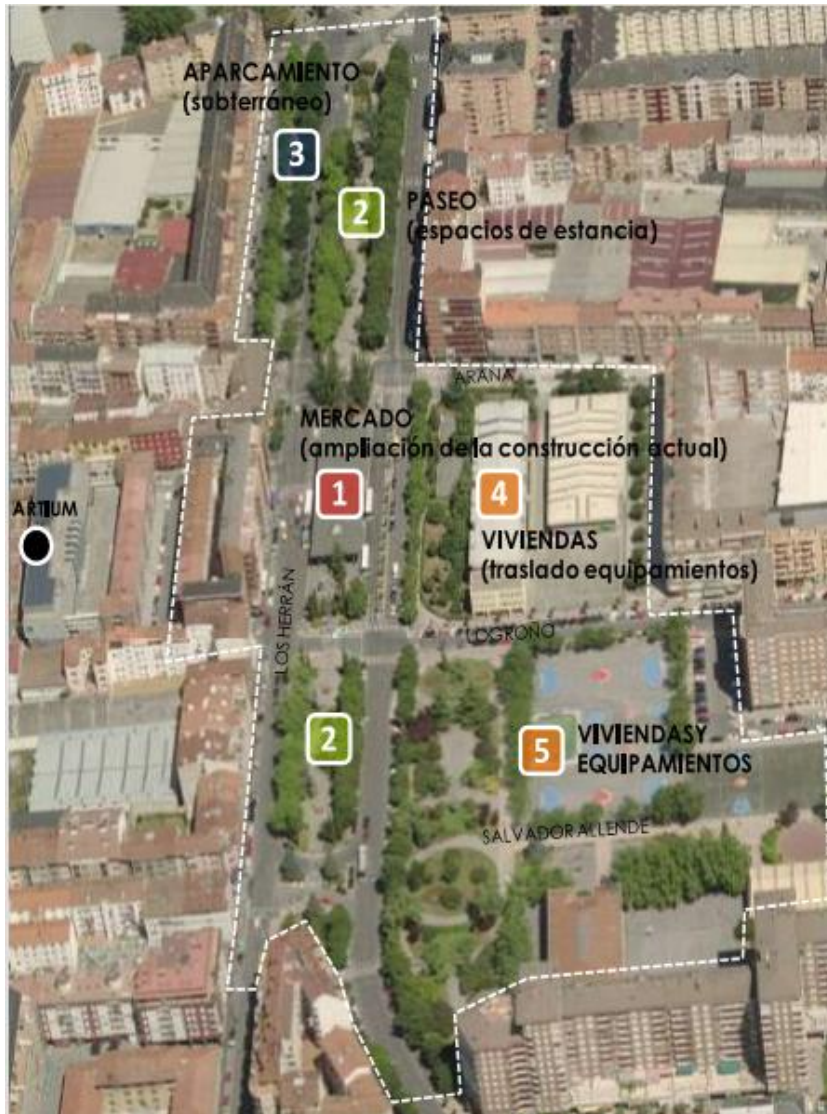 APARCAMIENTO
(subterráneo)
3
2
PASEO
(espacios de estancia)
ARANA
MERCADO
(ampliación de la construcción actual)
1
4
ARTIUM
VIVIENDAS
(traslado equipamientos)
LOS HERRÁN
LOGROÑO
2
5
VIVIENDAS Y
EQUIPAMIENTOS
SALVADOR ALLENDE